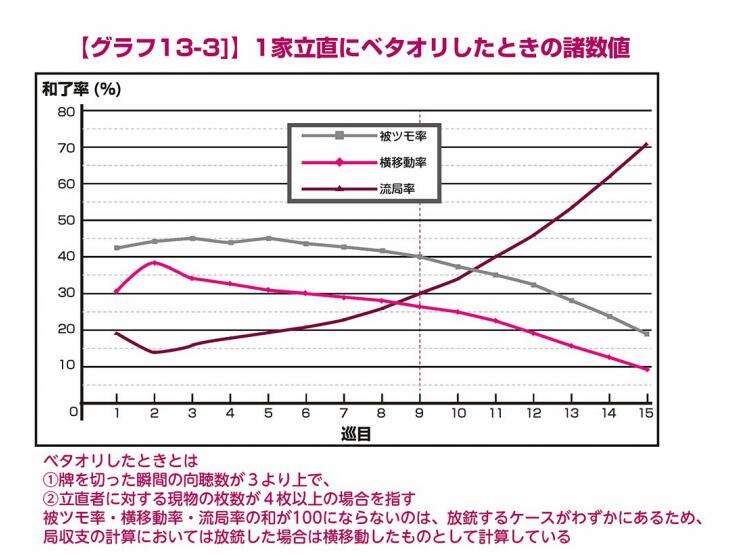 【グラフ13-3]】1家立直にベタオリしたときの諸数値
和了率(%)
80
70
60
50
40
30
20
10
0
被ツモ率
横移動率
流局率
1 2 3 4 5 6 7 8 9 10 11 12 13 14 15
巡目
ベタオリしたときとは
①牌を切った瞬間の向聴数が3より上で、
②立直者に対する現物の枚数が4枚以上の場合を指す
被ツモ率・横移動率・流局率の和が100にならないのは、放銃するケースがわずかにあるため、
局収支の計算においては放銃した場合は横移動したものとして計算している